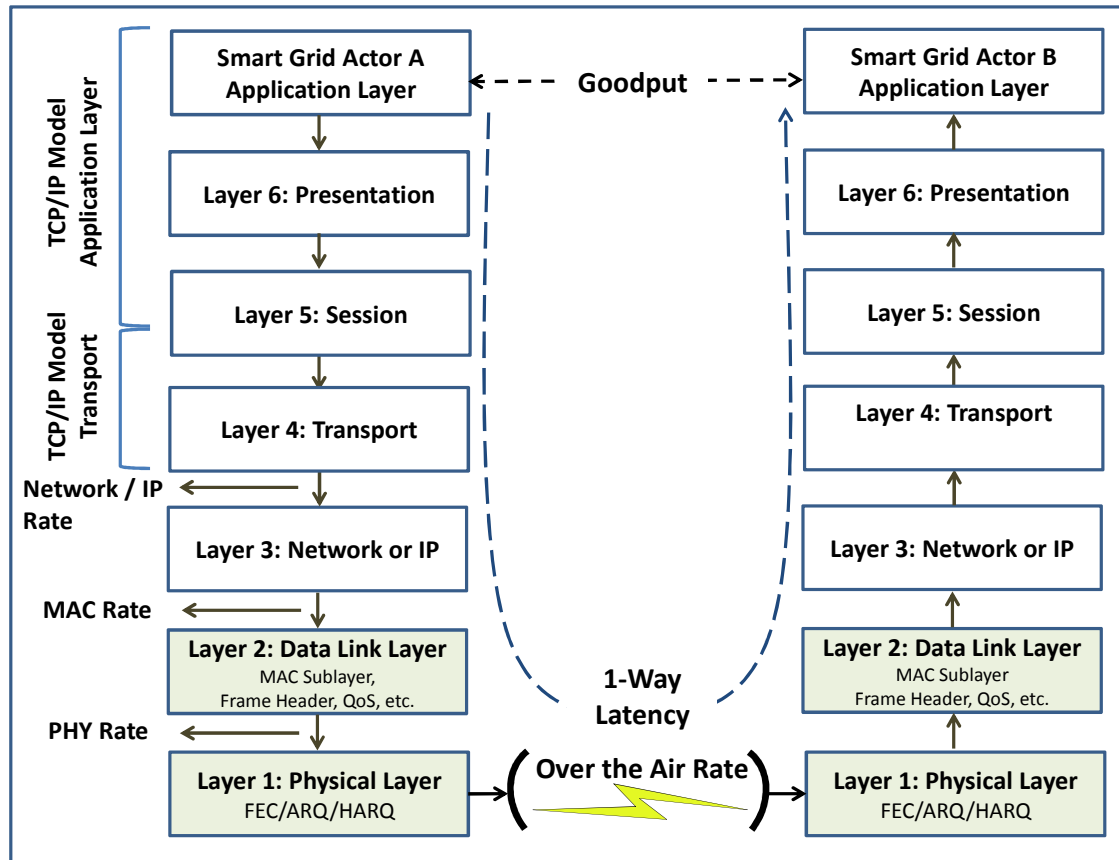 TCP/IP Model
Application Layer
TCP/IP Model
Transport
Smart Grid Actor A
Application Layer
Layer 6: Presentation
Layer 5: Session
Layer 4: Transport
Network / IP
Rate
Layer 3: Network or IP
MAC Rate
Layer 2: Data Link Layer
MAC Sublayer,
Frame Header, QoS, etc.
PHY Rate
Layer 1: Physical Layer
FEC/ARQ/HARQ
Goodput
1-Way
Latency
Over the Air Rate
Smart Grid Actor B
Application Layer
Layer 6: Presentation
Layer 5: Session
Layer 4: Transport
Layer 3: Network or IP
Layer 2: Data Link Layer
MAC Sublayer
Frame Header, QoS, etc.
Layer 1: Physical Layer
FEC/ARQ/HARQ